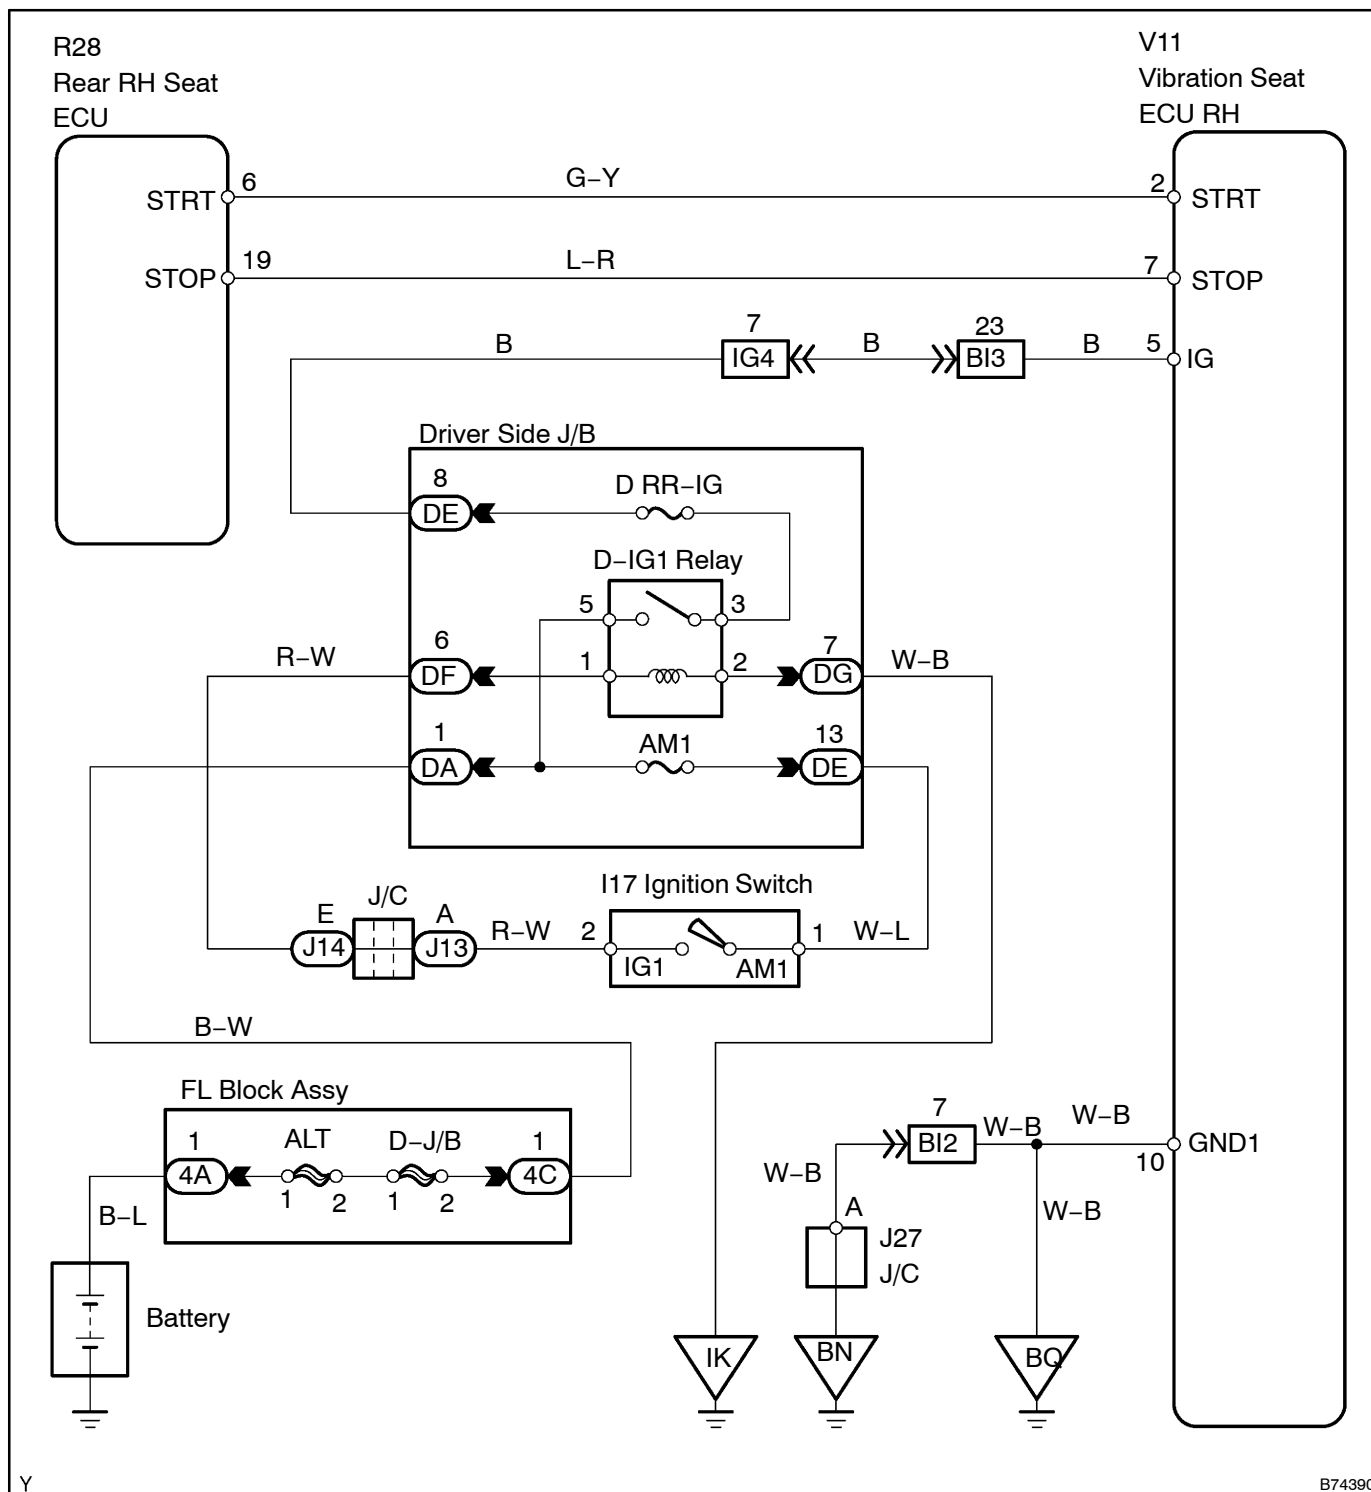 R28
Rear RH Seat
ECU
V11
Vibration Seat
ECU RH
STRT
6
G-Y
2
STRT
STOP
19
L-R
7
STOP
B
7
IG4
B
23
BI3
B
5
IG
Driver Side J/B
8
DE
D RR-IG
D-IG1 Relay
5
3
R-W
6
DF
1
2
7
DG
W-B
1
DA
AM1
13
DE
I17 Ignition Switch
E
J14
J/C
A
J13
R-W
2
IG1
AM1
1
W-L
B-W
FL Block Assy
1
4A
ALT
1
2
D-J/B
1
2
1
4C
B-L
Battery
7
BI2
W-B
W-B
10
GND1
W-B
A
J27
J/C
W-B
IK
BN
BQ
Y
B74390